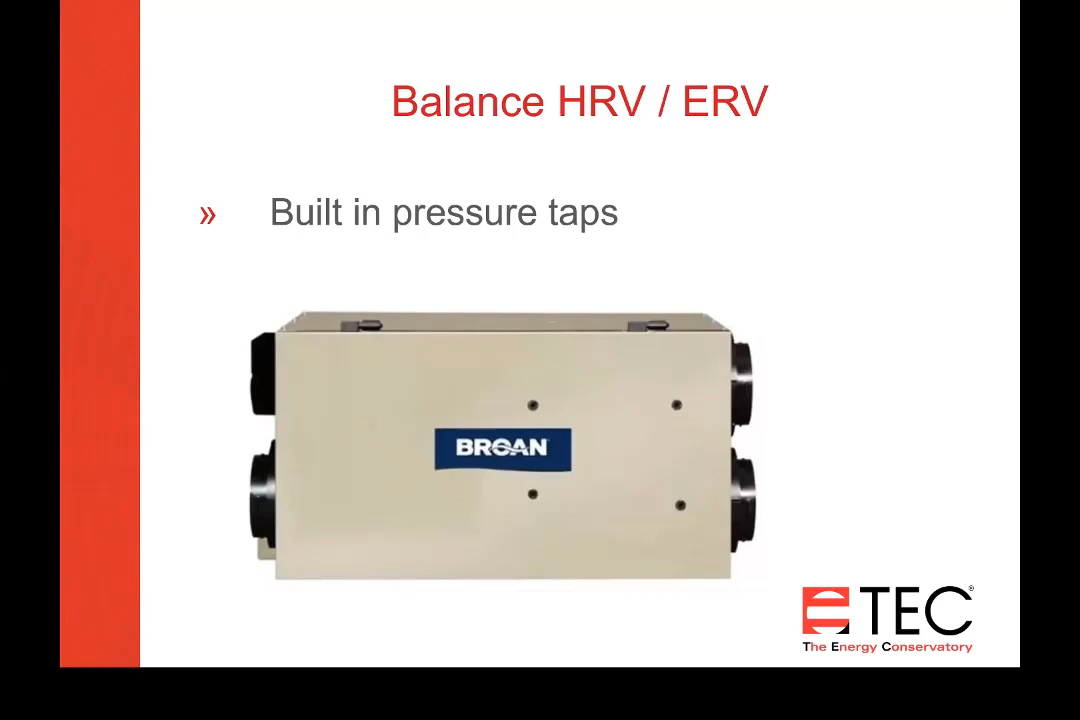 Balance HRV / ERV
» Built in pressure taps
BROAN
TEC®
The Energy Conservatory